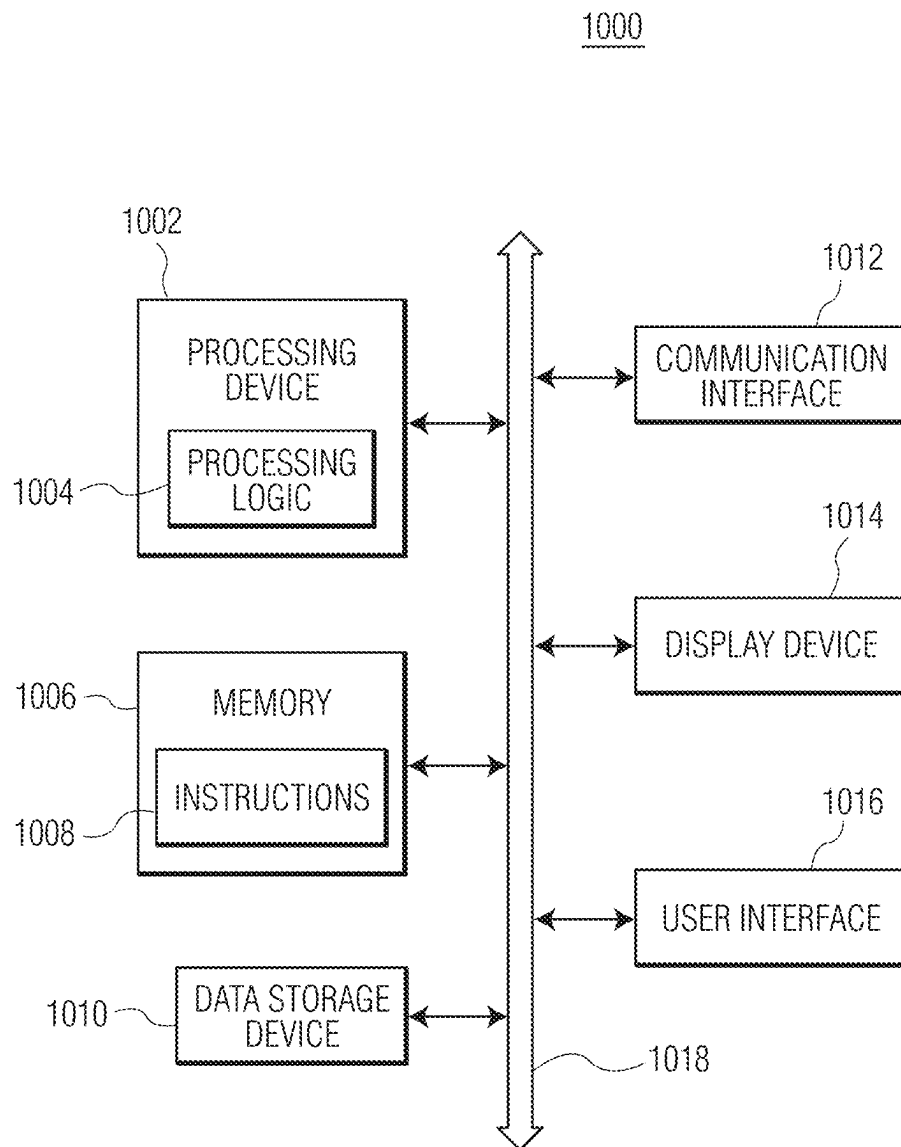 1000
1002
PROCESSING
DEVICE
1004
PROCESSING
LOGIC
1006
MEMORY
1008
INSTRUCTIONS
1010
DATA STORAGE
DEVICE
1012
COMMUNICATION
INTERFACE
1014
DISPLAY DEVICE
1016
USER INTERFACE
1018